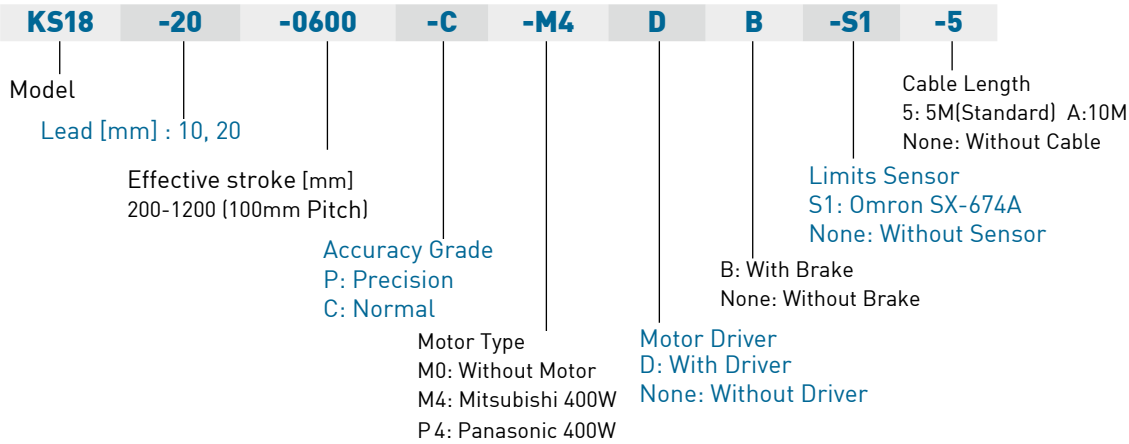 KS18 -20 -0600 -C -M4 D B -S1 -5
Model
Lead [mm] : 10, 20
Effective stroke [mm]
200-1200 (100mm Pitch)
Accuracy Grade
P: Precision
C: Normal
Motor Type
M0: Without Motor
M4: Mitsubishi 400W
P4: Panasonic 400W
Motor Driver
D: With Driver
None: Without Driver
B: With Brake
None: Without Brake
Limits Sensor
S1: Omron SX-674A
None: Without Sensor
Cable Length
5: 5M(Standard) A:10M
None: Without Cable